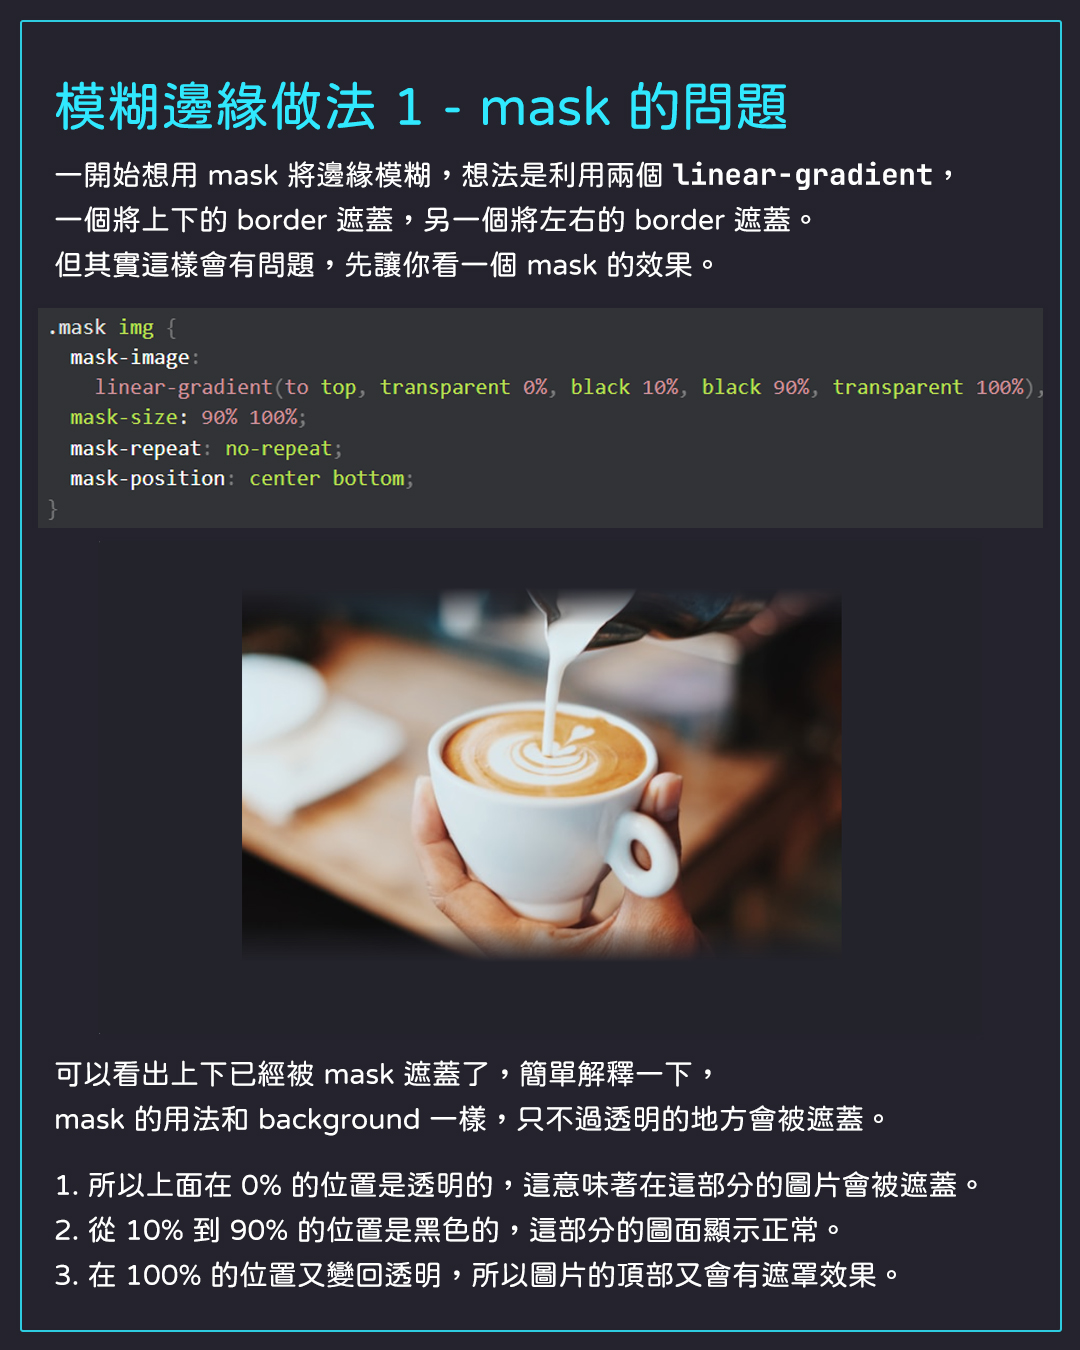 模糊邊緣做法 1 - mask 的問題
一開始想用 mask 將邊緣模糊，想法是利用兩個 linear-gradient，
一個將上下的 border 遮蓋，另一個將左右的 border 遮蓋。
但其實這樣會有問題，先讓你看一個 mask 的效果。
.mask img {
mask-image:
linear-gradient(to top, transparent 0%, black 10%, black 90%, transparent 100%),
mask-size: 90% 100%;
mask-repeat: no-repeat;
mask-position: center bottom;
}
可以看出上下已經被 mask 遮蓋了，簡單解釋一下，
mask 的用法和 background 一樣，只不過透明的地方會被遮蓋。
1. 所以上面在 0% 的位置是透明的，這意味著在這部分的圖片會被遮蓋。
2. 從 10% 到 90% 的位置是黑色的，這部分的圖面顯示正常。
3. 在 100% 的位置又變回透明，所以圖片的頂部又會有遮罩效果。